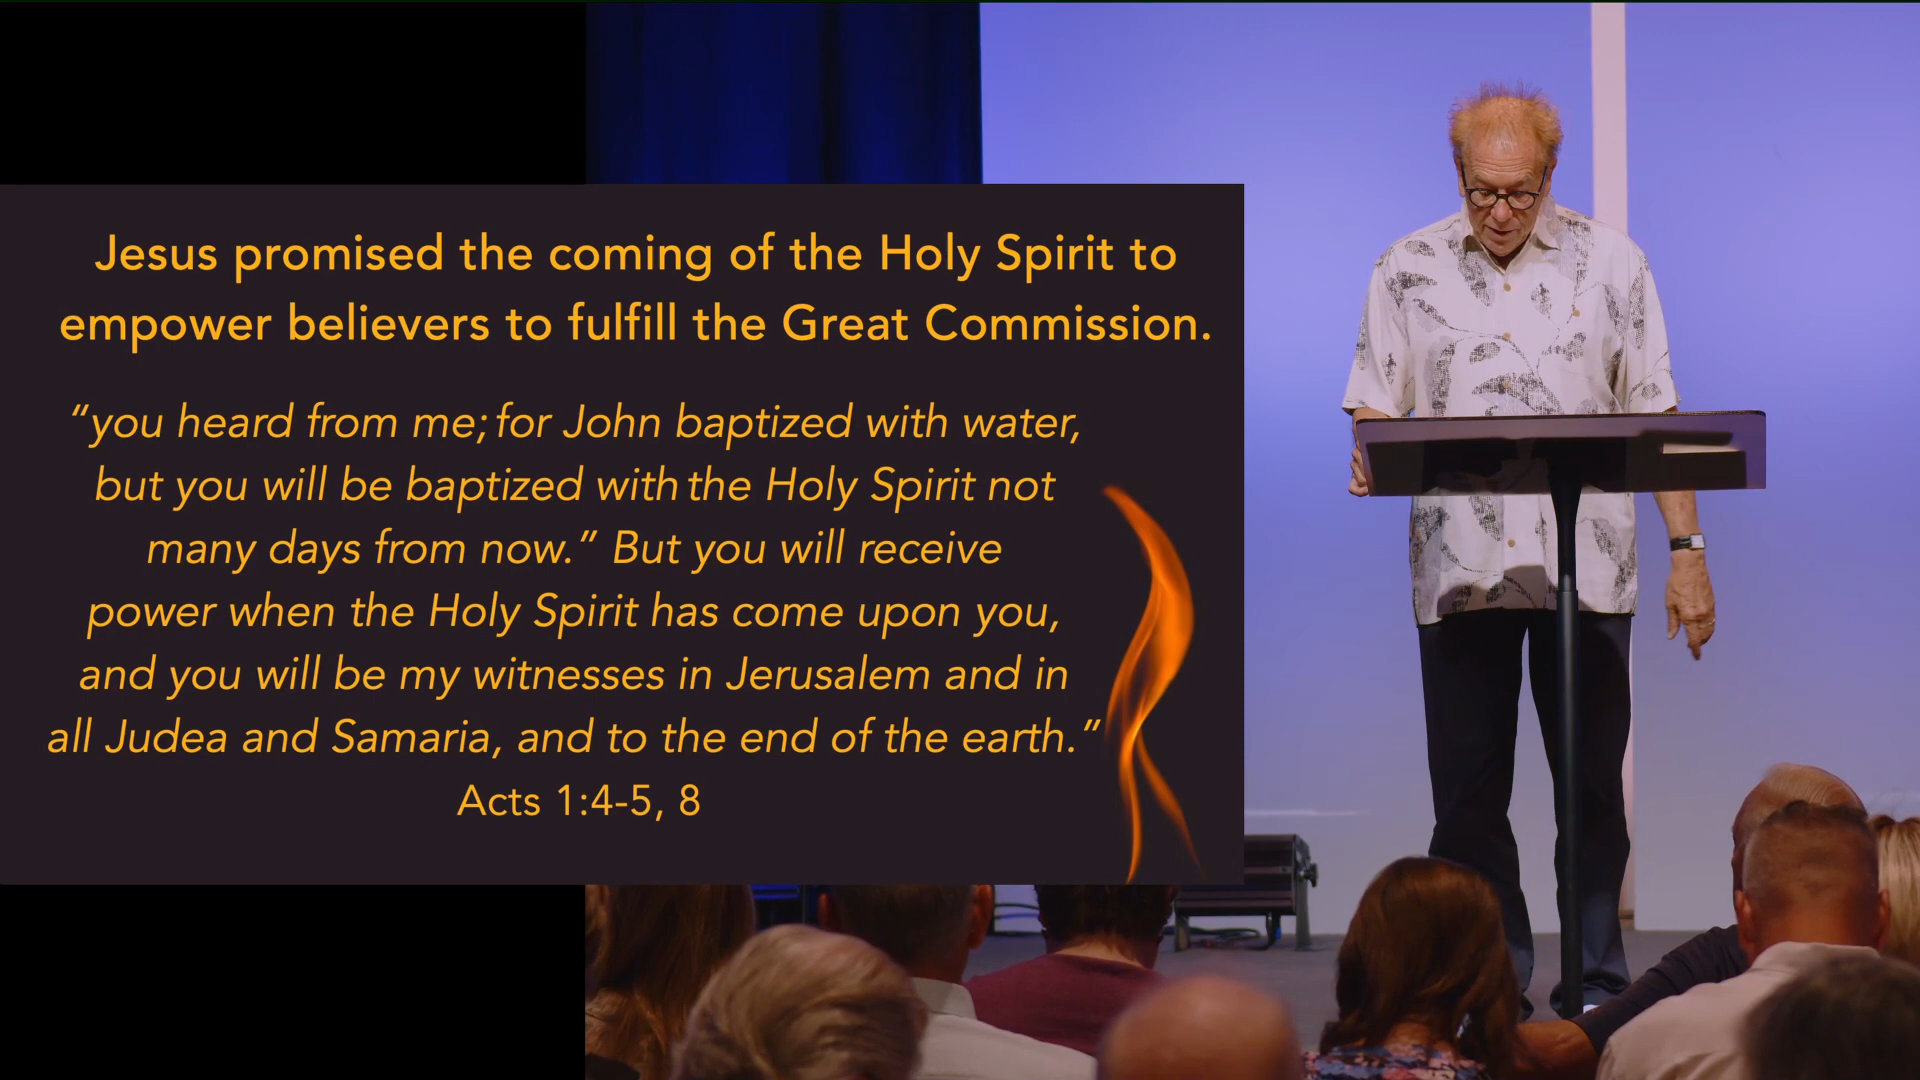 Jesus promised the coming of the Holy Spirit to
empower believers to fulfill the Great Commission.
“you heard from me; for John baptized with water,
but you will be baptized with the Holy Spirit not
many days from now.” But you will receive
power when the Holy Spirit has come upon you,
and you will be my witnesses in Jerusalem and in
all Judea and Samaria, and to the end of the earth.”
Acts 1:4-5, 8